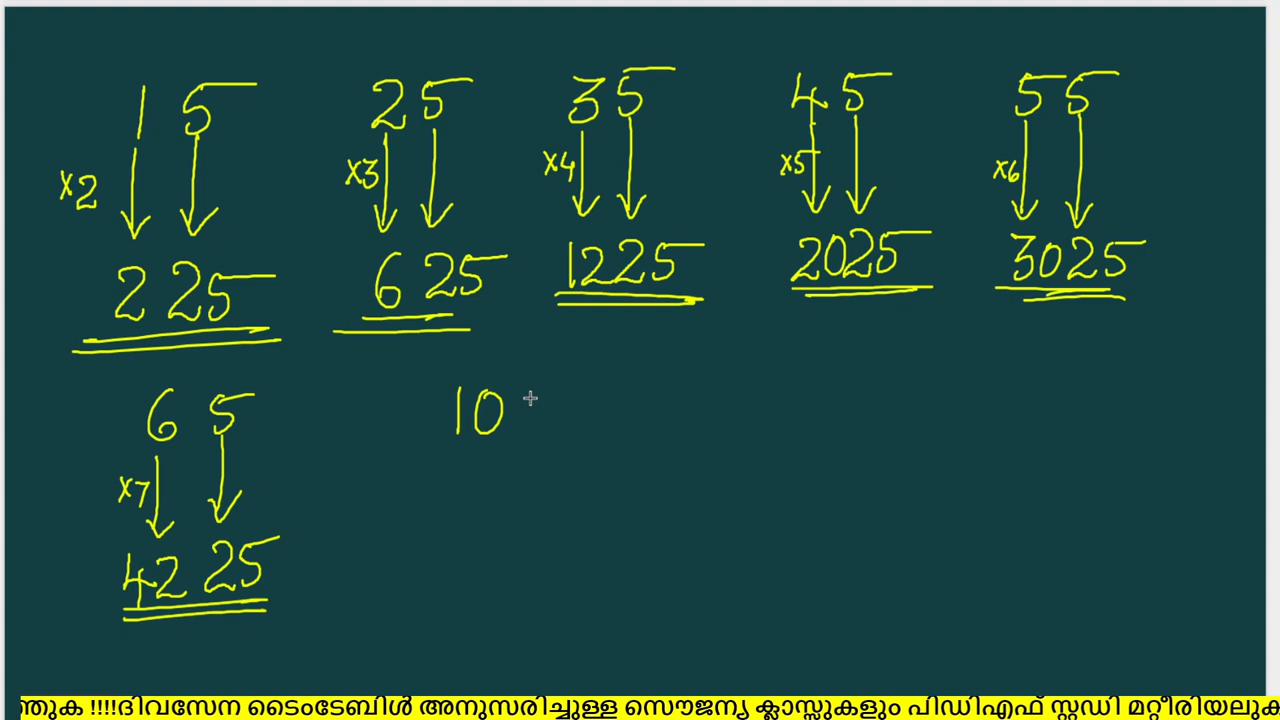 15 25 35 45 55
x2 x3 x4 x5 x6
225 625 1225 2025 3025
65 10
x7
4225
ന്തുക !!!!ദിവസേന ടൈംടേബിൾ അനുസരിച്ചുള്ള സൌജന്യ ക്ലാസ്സുകളും പിഡിഎഫ് സ്റ്റഡി മറ്റീരിയലുക